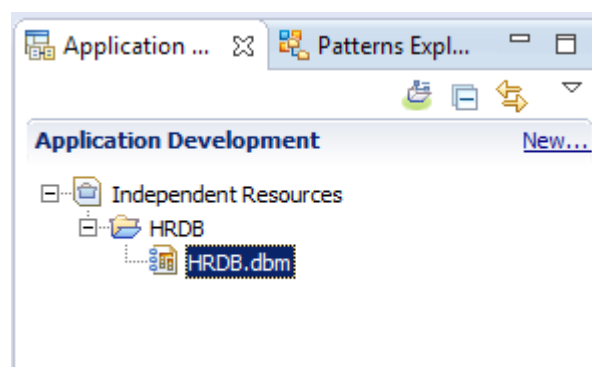 Application ... Patterns Expl...
Application Development New...
Independent Resources
HRDB
HRDB.dbm